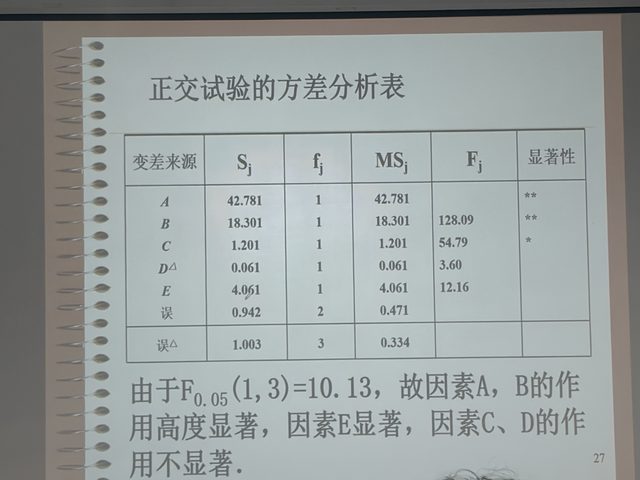 正交试验的方差分析表
变差来源 Sj fj MSj Fj 显著性
A 42.781 1 42.781 **
B 18.301 1 18.301 128.09 **
C 1.201 1 1.201 54.79 *
D△ 0.061 1 0.061 3.60
E 4.061 1 4.061 12.16
误 0.942 2 0.471
误△ 1.003 3 0.334
由于F0.05(1,3)=10.13，故因素A，B的作
用高度显著，因素E显著，因素C、D的作
用不显著.
27